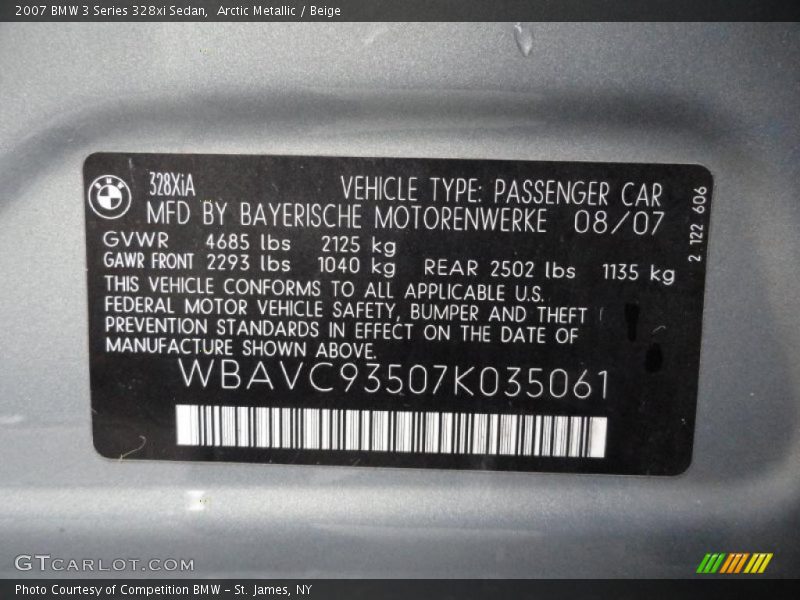 2007 BMW 3 Series 328xi Sedan,  Arctic Metallic / Beige
328XiA
VEHICLE TYPE: PASSENGER CAR
MFD BY BAYERISCHE MOTORENWERKE 08/07
GVWR 4685 lbs 2125 kg
GAWR FRONT 2293 lbs 1040 kg REAR 2502 lbs 1135 kg
THIS VEHICLE CONFORMS TO ALL APPLICABLE U.S.
FEDERAL MOTOR VEHICLE SAFETY, BUMPER AND THEFT
PREVENTION STANDARDS IN EFFECT ON THE DATE OF
MANUFACTURE SHOWN ABOVE.
WBAVC93507K035061
2 122 606
GTCARLOT.COM
Photo Courtesy of Competition BMW – St. James, NY